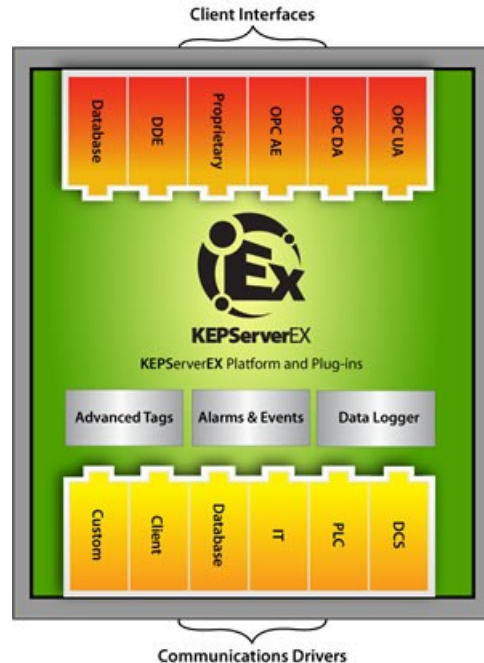 Client Interfaces
Database
DDE
Proprietary
OPC AE
OPC DA
OPC UA
Ex
KEPServerEX
KEPServerEX Platform and Plug-ins
Advanced Tags
Alarms & Events
Data Logger
Custom
Client
Database
IT
PLC
DCS
Communications Drivers